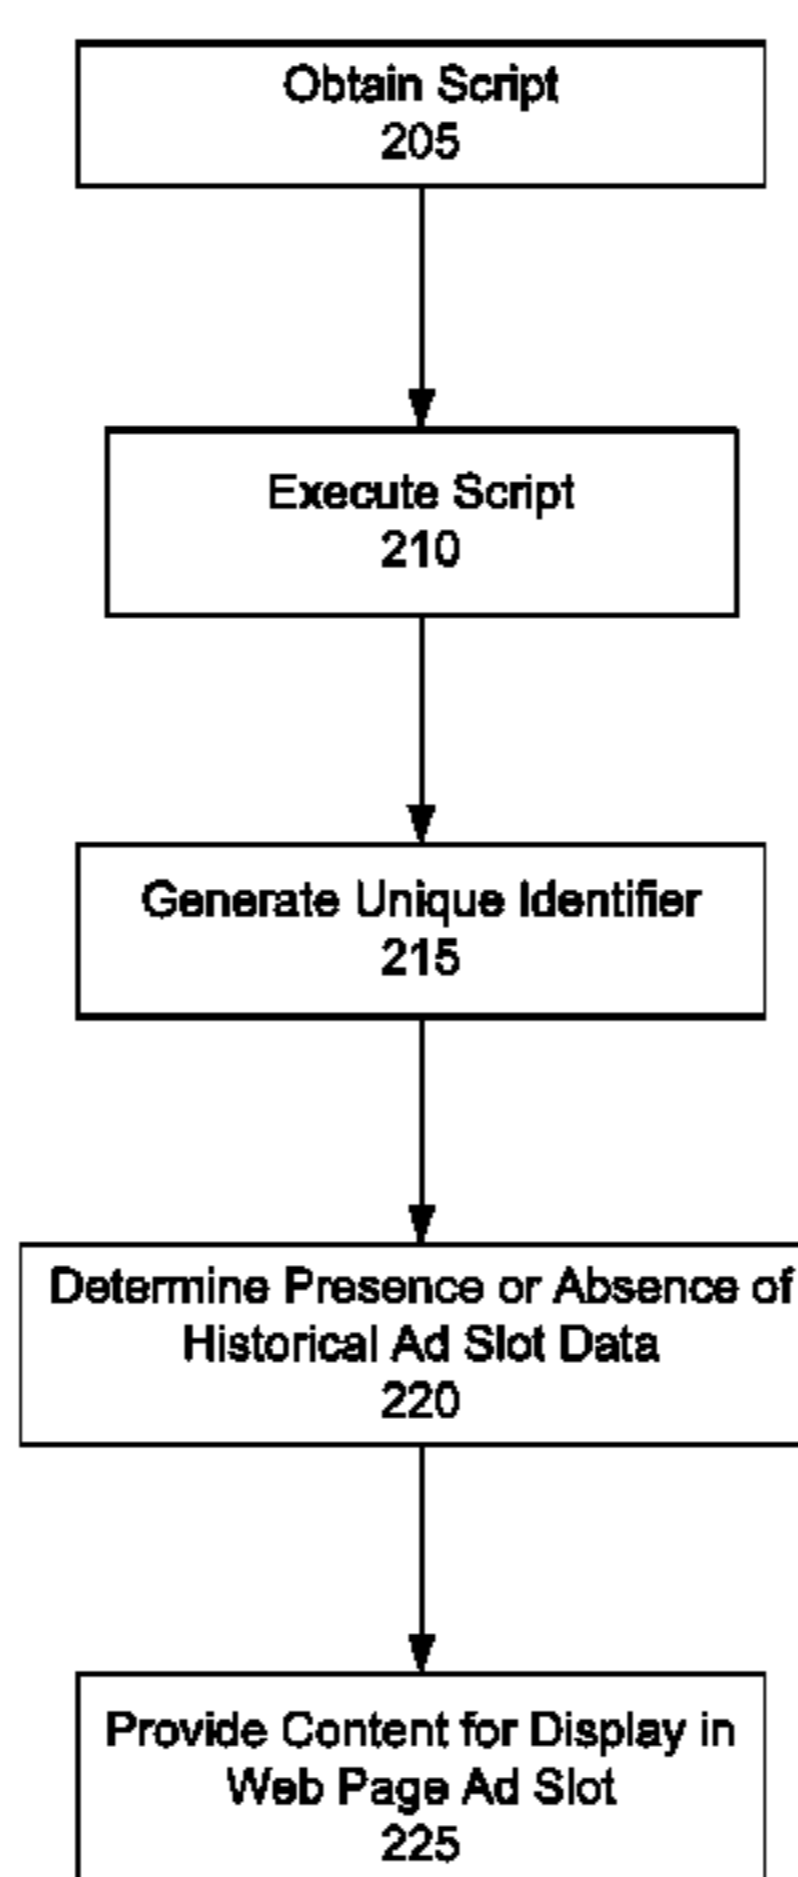 Obtain Script
205
Execute Script
210
Generate Unique Identifier
215
Determine Presence or Absence of
Historical Ad Slot Data
220
Provide Content for Display in
Web Page Ad Slot
225